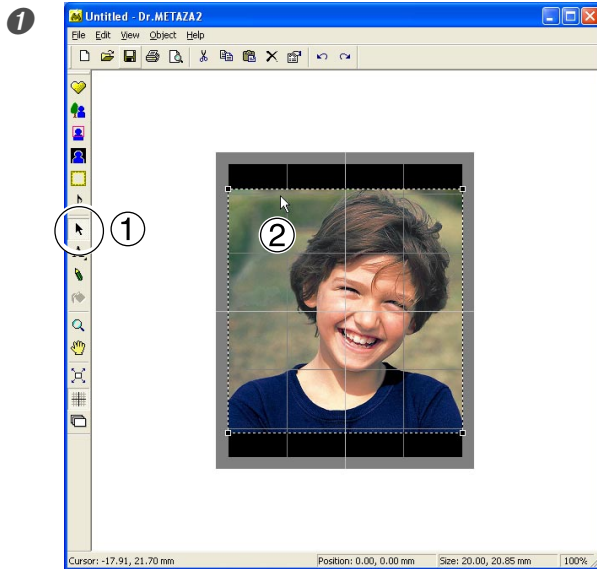 1
Untitled - Dr.METAZA2
File Edit View Object Help
1
2
Cursor: -17.91, 21.70 mm Position: 0.00, 0.00 mm Size: 20.00, 20.85 mm 100%